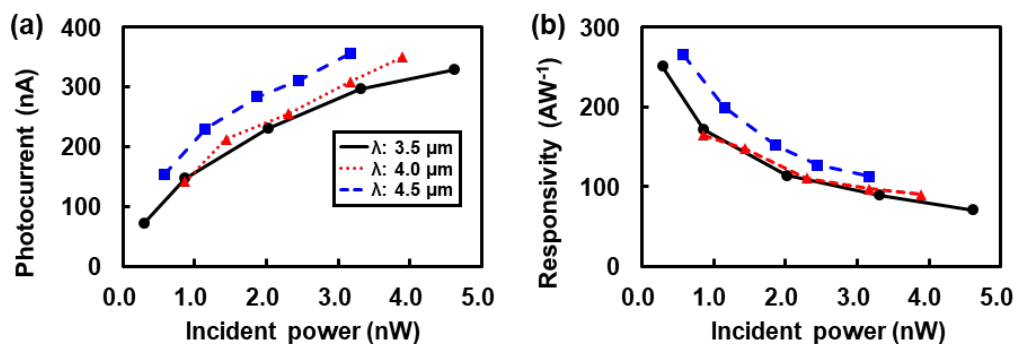 (a)
Photocurrent (nA)
400
300
200
100
0
0.0 1.0 2.0 3.0 4.0 5.0
Incident power (nW)
λ: 3.5 μm
λ: 4.0 μm
λ: 4.5 μm
(b)
Responsivity (AW⁻¹)
300
200
100
0
0.0 1.0 2.0 3.0 4.0 5.0
Incident power (nW)